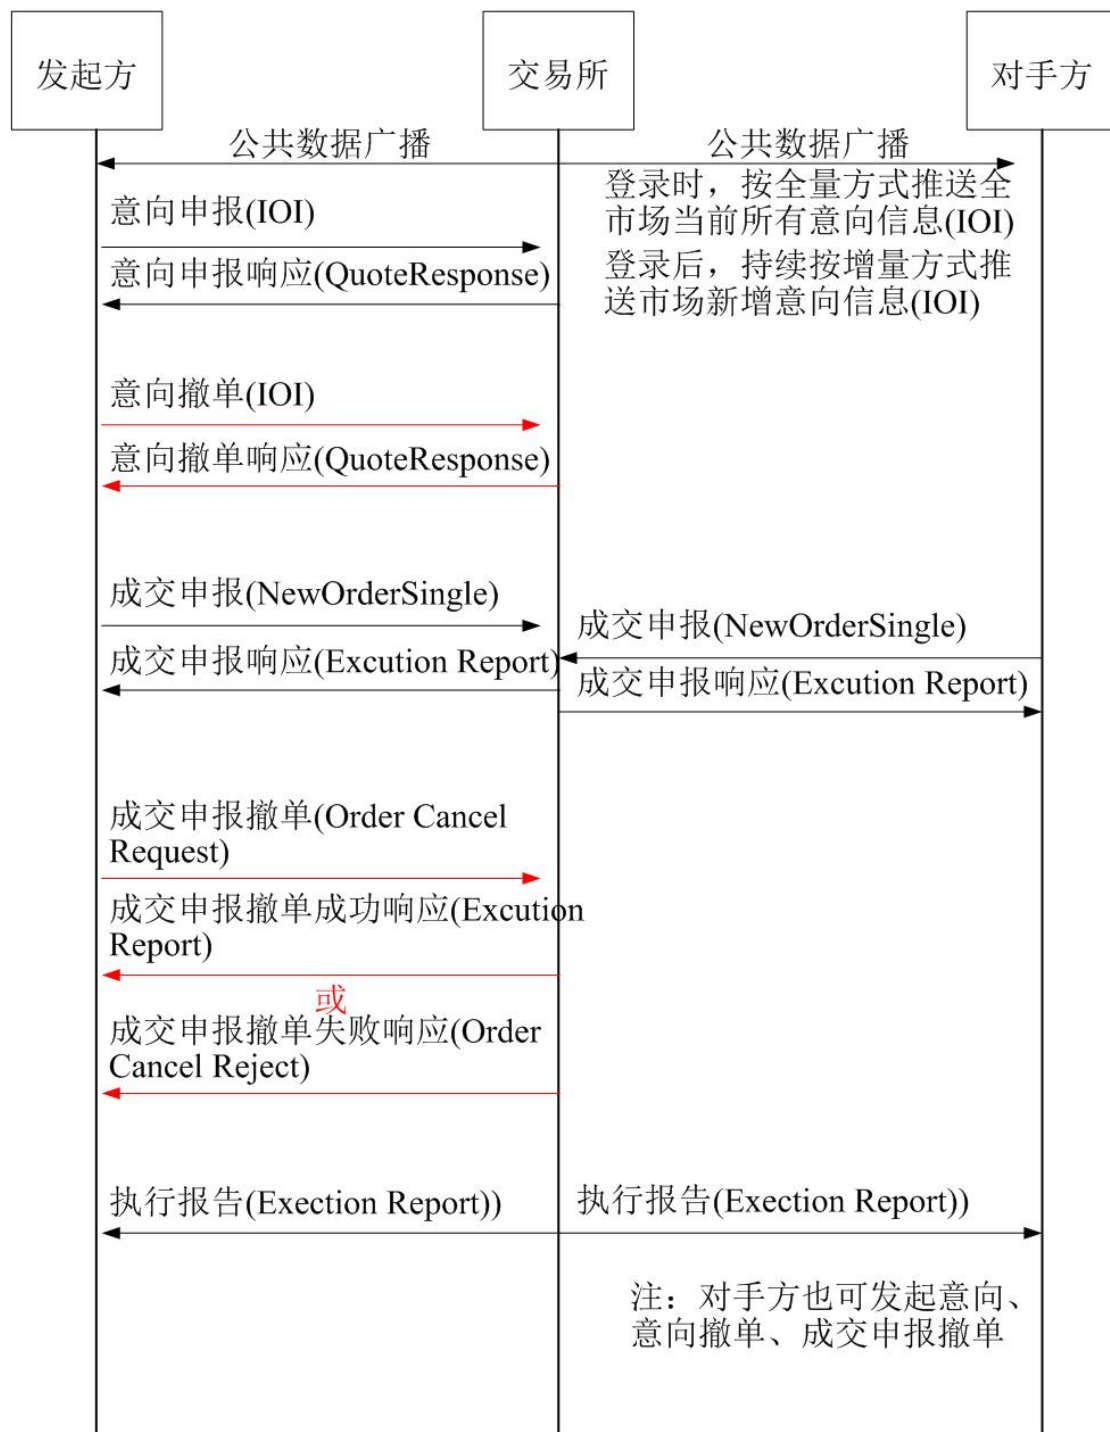 发起方
交易所
对手方
公共数据广播
公共数据广播
意向申报(IOI)
登录时，按全量方式推送全
市场当前所有意向信息(IOI)
意向申报响应(QuoteResponse)
登录后，持续按增量方式推
送市场新增意向信息(IOI)
意向撤单(IOI)
意向撤单响应(QuoteResponse)
成交申报(NewOrderSingle)
成交申报(NewOrderSingle)
成交申报响应(Excution Report)
成交申报响应(Excution Report)
成交申报撤单(Order Cancel
Request)
成交申报撤单成功响应(Excution
Report)
或
成交申报撤单失败响应(Order
Cancel Reject)
执行报告(Exection Report))
执行报告(Exection Report))
注：对手方也可发起意向、
意向撤单、成交申报撤单